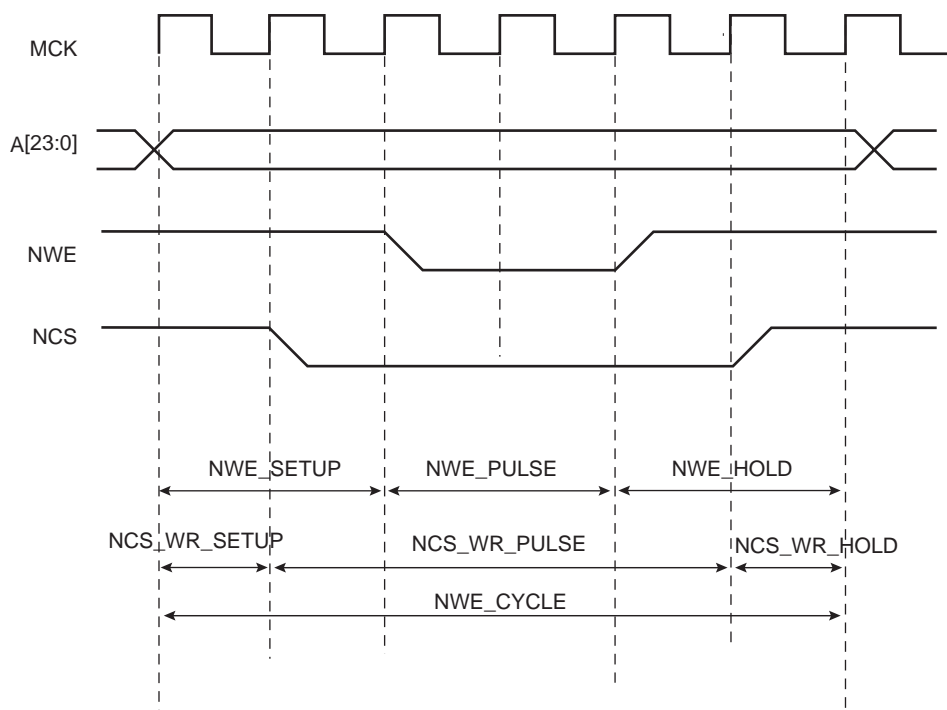 MCK
A[23:0]
NWE
NCS
NWE_SETUP NWE_PULSE NWE_HOLD
NCS_WR_SETUP NCS_WR_PULSE NCS_WR_HOLD
NWE_CYCLE